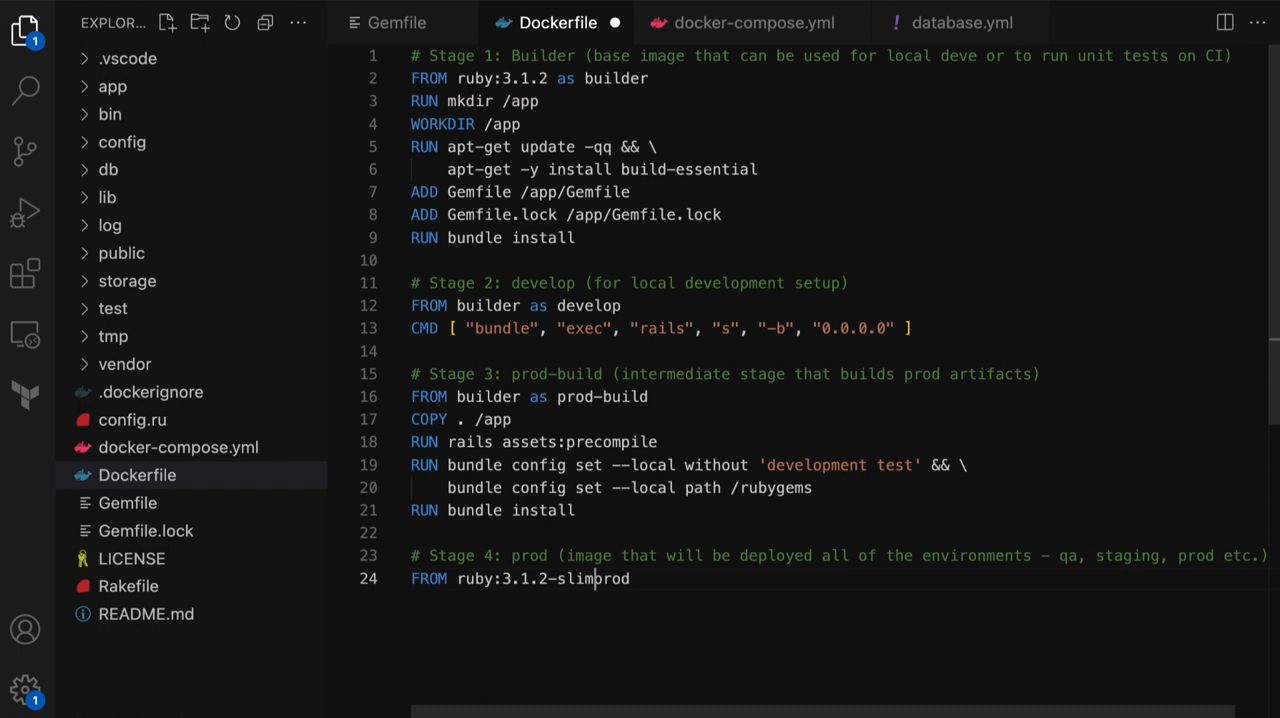 EXPLOR...
Gemfile
Dockerfile
docker-compose.yml
! database.yml
1
.vscode
app
bin
config
db
lib
log
public
storage
test
tmp
vendor
.dockerignore
config.ru
docker-compose.yml
Dockerfile
Gemfile
Gemfile.lock
LICENSE
Rakefile
README.md
1
1 # Stage 1: Builder (base image that can be used for local deve or to run unit tests on CI)
2 FROM ruby:3.1.2 as builder
3 RUN mkdir /app
4 WORKDIR /app
5 RUN apt-get update -qq && \
6 apt-get -y install build-essential
7 ADD Gemfile /app/Gemfile
8 ADD Gemfile.lock /app/Gemfile.lock
9 RUN bundle install
10
11 # Stage 2: develop (for local development setup)
12 FROM builder as develop
13 CMD [ "bundle", "exec", "rails", "s", "-b", "0.0.0.0" ]
14
15 # Stage 3: prod-build (intermediate stage that builds prod artifacts)
16 FROM builder as prod-build
17 COPY . /app
18 RUN rails assets:precompile
19 RUN bundle config set --local without 'development test' && \
20 bundle config set --local path /rubygems
21 RUN bundle install
22
23 # Stage 4: prod (image that will be deployed all of the environments - qa, staging, prod etc.)
24 FROM ruby:3.1.2-slimprod